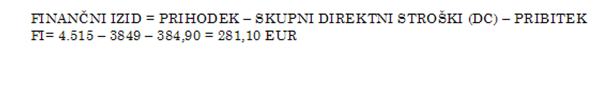 FINANČNI IZID = PRIHODEK – SKUPNI DIREKTNI STROŠKI (DC) – PRIBITEK
FI= 4.515 – 3849 – 384,90 = 281,10 EUR